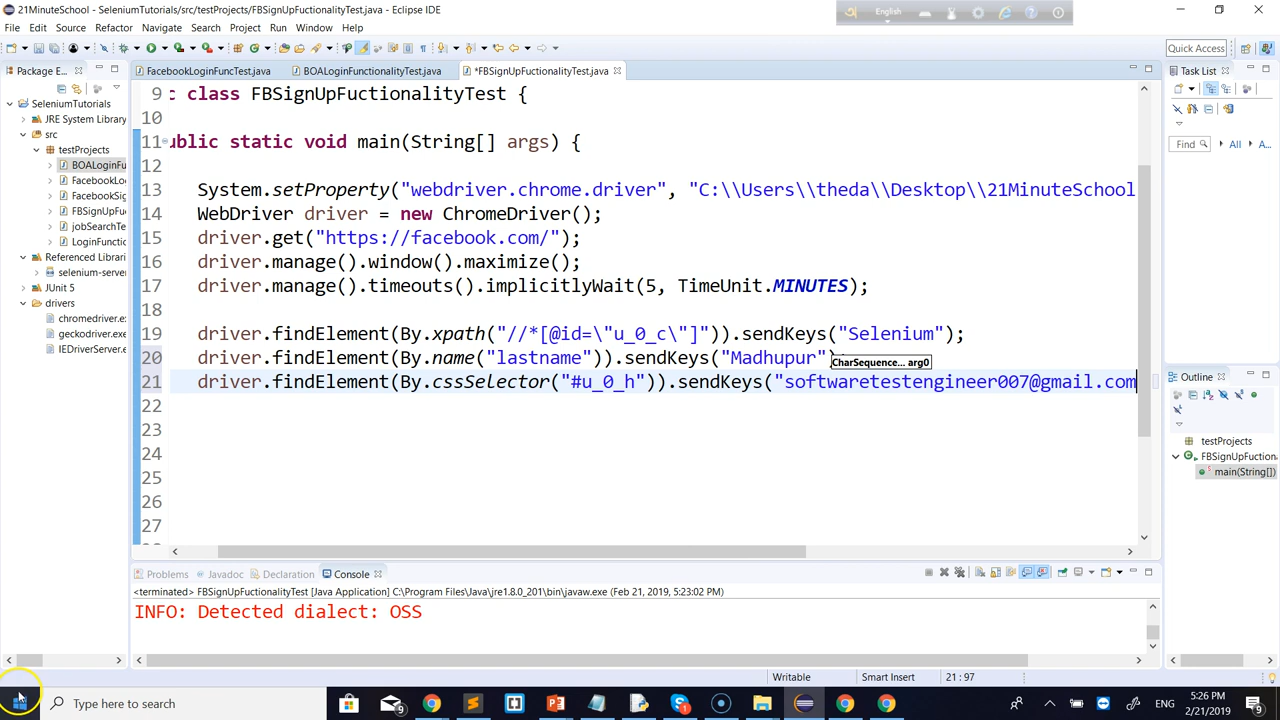 21MinuteSchool - SeleniumTutorials/src/testProjects/FBSignUpFuctionalityTest.java - Eclipse IDE
English
File Edit Source Refactor Navigate Search Project Run Window Help
Quick Access
Package E...
FacebookLoginFuncTest.java
BOALoginFunctionalityTest.java
*FBSignUpFuctionalityTest.java
Task List
SeleniumTutorials
JRE System Library
src
testProjects
BOALoginFu
FacebookLo
FacebookSig
FBSignUpFu
jobSearchTe
LoginFuncti
Referenced Libraries
selenium-server
JUnit 5
drivers
chromedriver.exe
geckodriver.exe
IEDriverServer.e
9 c class FBSignUpFuctionalityTest {
10
11 ublic static void main(String[] args) {
12
13 System.setProperty("webdriver.chrome.driver", "C:\\Users\\theda\\Desktop\\21MinuteSchool
14 WebDriver driver = new ChromeDriver();
15 driver.get("https://facebook.com/");
16 driver.manage().window().maximize();
17 driver.manage().timeouts().implicitlyWait(5, TimeUnit.MINUTES);
18
19 driver.findElement(By.xpath("//*[@id=\"u_0_c\"]")).sendKeys("Selenium");
20 driver.findElement(By.name("lastname")).sendKeys("Madhupur")
CharSequence... arg0
21 driver.findElement(By.cssSelector("#u_0_h")).sendKeys("softwaretestengineer007@gmail.com
22
23
24
25
26
27
Find All A...
Outline
testProjects
FBSignUpFuction
main(String[])
Problems Javadoc Declaration Console
<terminated> FBSignUpFuctionalityTest [Java Application] C:\Program Files\Java\jre1.8.0_201\bin\javaw.exe (Feb 21, 2019, 5:23:02 PM)
INFO: Detected dialect: OSS
Writable Smart Insert 21 : 97
Type here to search
9
ENG
5:26 PM
2/21/2019
9